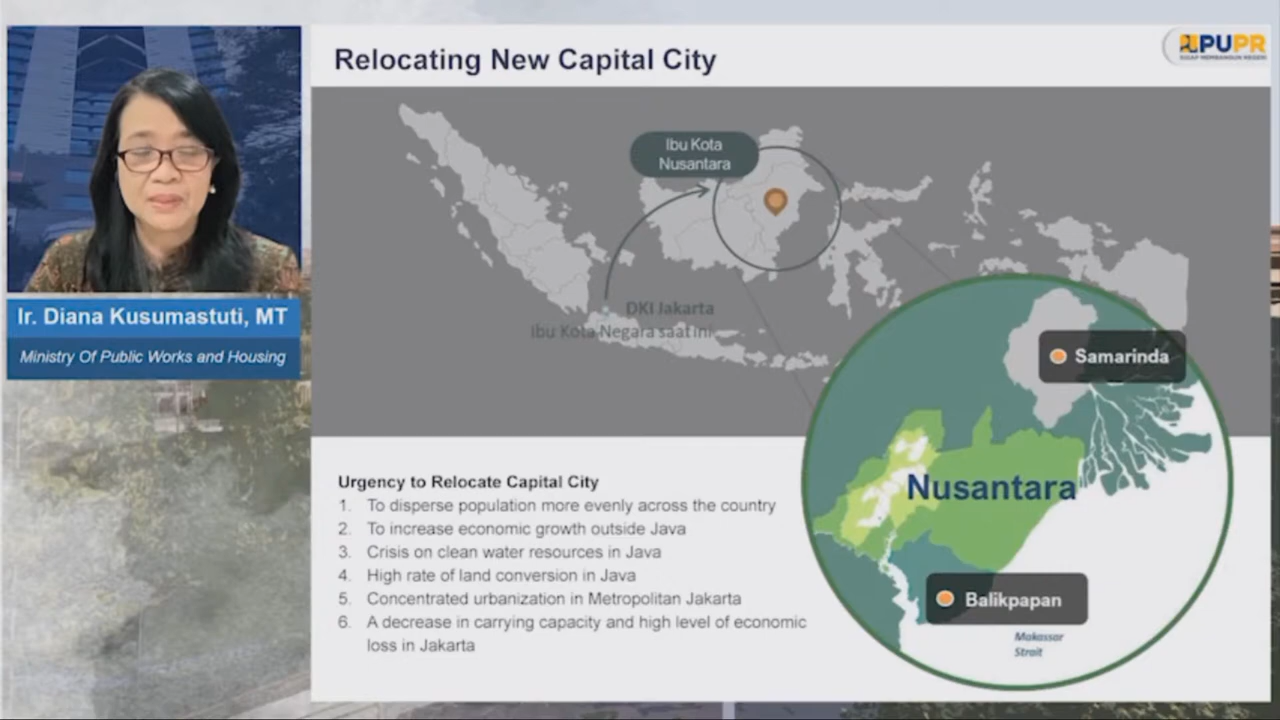 Relocating New Capital City
PUPR
SIGAP MEMBANGUN NEGERI
Ibu Kota
Nusantara
DKI Jakarta
Ibu Kota Negara saat ini
Ir. Diana Kusumastuti, MT
Ministry Of Public Works and Housing
Samarinda
Nusantara
Balikpapan
Makassar
Strait
Urgency to Relocate Capital City
1. To disperse population more evenly across the country
2. To increase economic growth outside Java
3. Crisis on clean water resources in Java
4. High rate of land conversion in Java
5. Concentrated urbanization in Metropolitan Jakarta
6. A decrease in carrying capacity and high level of economic
loss in Jakarta